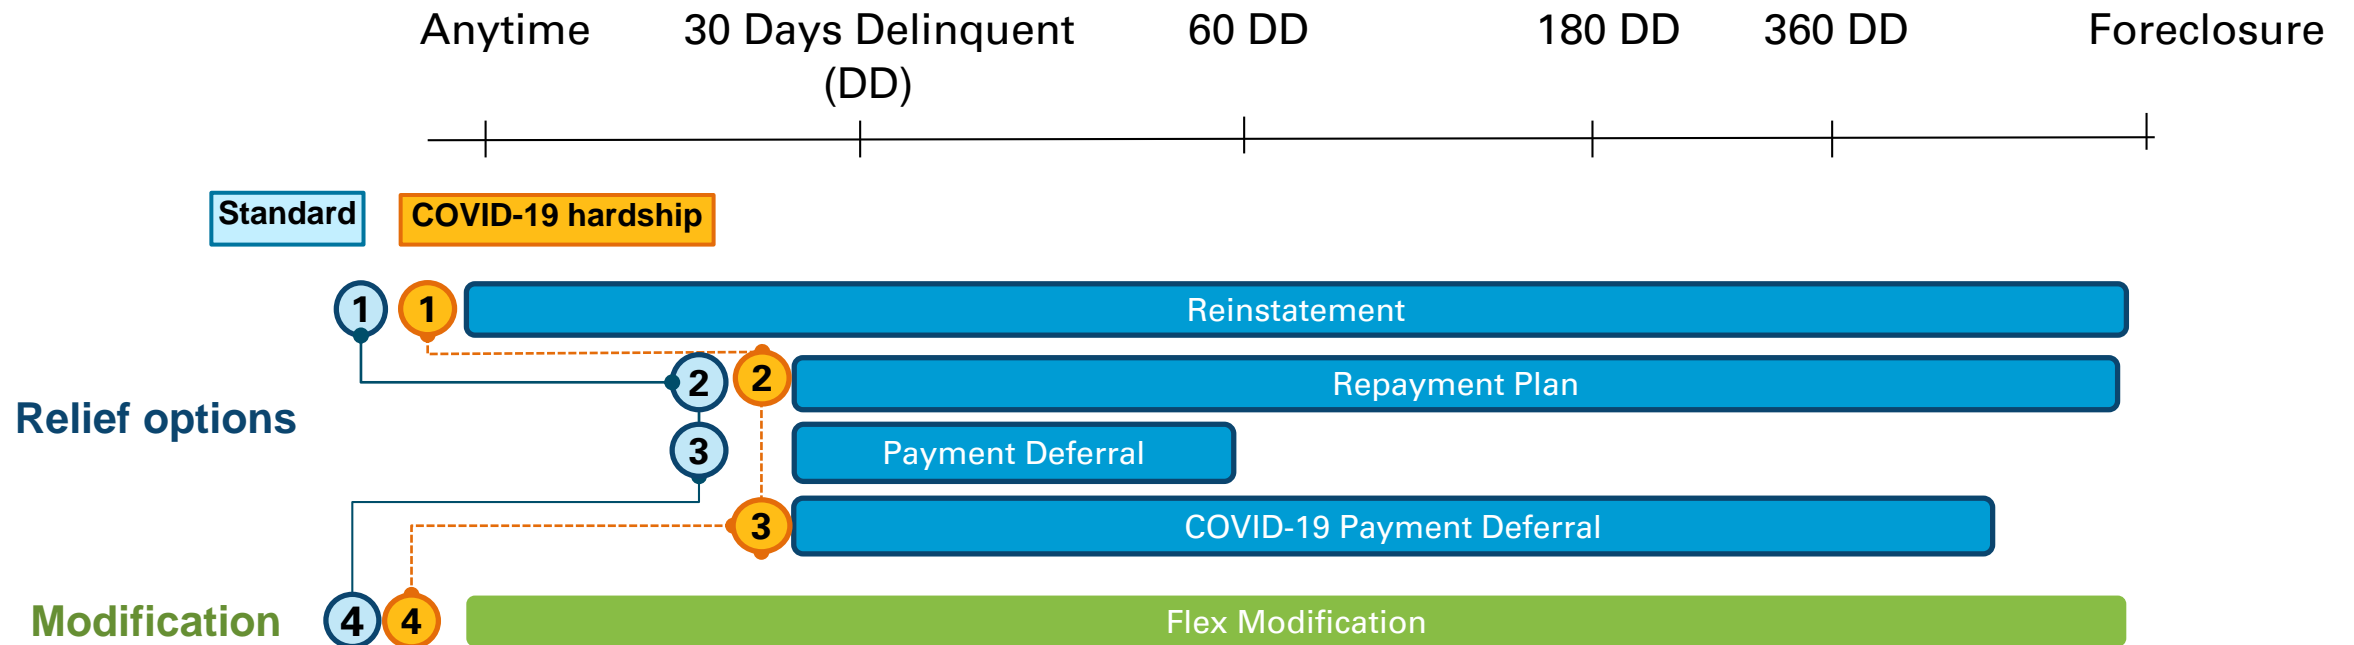 Anytime
30 Days Delinquent
(DD)
60 DD
180 DD
360 DD
Foreclosure
Standard
COVID-19 hardship
1
1
Reinstatement
2
2
Repayment Plan
Relief options
3
Payment Deferral
3
COVID-19 Payment Deferral
Modification
4
4
Flex Modification